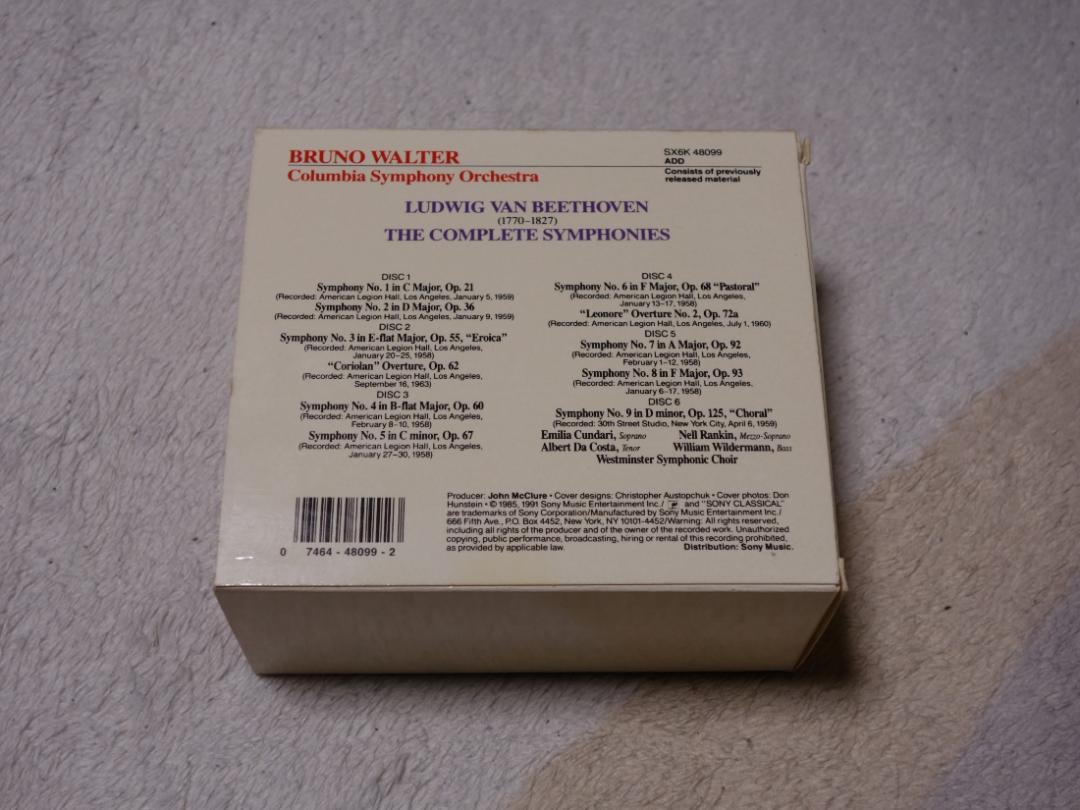 BRUNO WALTER
Columbia Symphony Orchestra
SX6K 48099
ADD
Consists of previously
released material
LUDWIG VAN BEETHOVEN
(1770–1827)
THE COMPLETE SYMPHONIES
DISC 1
Symphony No. 1 in C Major, Op. 21
(Recorded: American Legion Hall, Los Angeles, January 5, 1959)
Symphony No. 2 in D Major, Op. 36
(Recorded: American Legion Hall, Los Angeles, January 9, 1959)
DISC 2
Symphony No. 3 in E-flat Major, Op. 55, “Eroica”
(Recorded: American Legion Hall, Los Angeles,
January 20–25, 1958)
“Coriolan” Overture, Op. 62
(Recorded: American Legion Hall, Los Angeles,
September 16, 1963)
DISC 3
Symphony No. 4 in B-flat Major, Op. 60
(Recorded: American Legion Hall, Los Angeles,
February 8–10, 1958)
Symphony No. 5 in C minor, Op. 67
(Recorded: American Legion Hall, Los Angeles,
January 27–30, 1958)
DISC 4
Symphony No. 6 in F Major, Op. 68 “Pastoral”
(Recorded: American Legion Hall, Los Angeles,
January 13–17, 1958)
“Leonore” Overture No. 2, Op. 72a
(Recorded: American Legion Hall, Los Angeles, July 1, 1960)
DISC 5
Symphony No. 7 in A Major, Op. 92
(Recorded: American Legion Hall, Los Angeles,
February 1–12, 1958)
Symphony No. 8 in F Major, Op. 93
(Recorded: American Legion Hall, Los Angeles,
January 6–17, 1958)
DISC 6
Symphony No. 9 in D minor, Op. 125, “Choral”
(Recorded: 30th Street Studio, New York City, April 6, 1959)
Emilia Cundari, Soprano Nell Rankin, Mezzo-Soprano
Albert Da Costa, Tenor William Wildermann, Bass
Westminster Symphonic Choir
Producer: John McClure • Cover designs: Christopher Austopchuk • Cover photos: Don
Hunstein • © 1985, 1991 Sony Music Entertainment Inc./ and "SONY CLASSICAL"
are trademarks of Sony Corporation/Manufactured by Sony Music Entertainment Inc./
666 Fifth Ave., P.O. Box 4452, New York, NY 10101-4452/Warning: All rights reserved,
including all rights of the producer and of the owner of the recorded work. Unauthorized
copying, public performance, broadcasting, hiring or rental of this recording prohibited,
as provided by applicable law. Distribution: Sony Music.
0 7464 - 48099 - 2